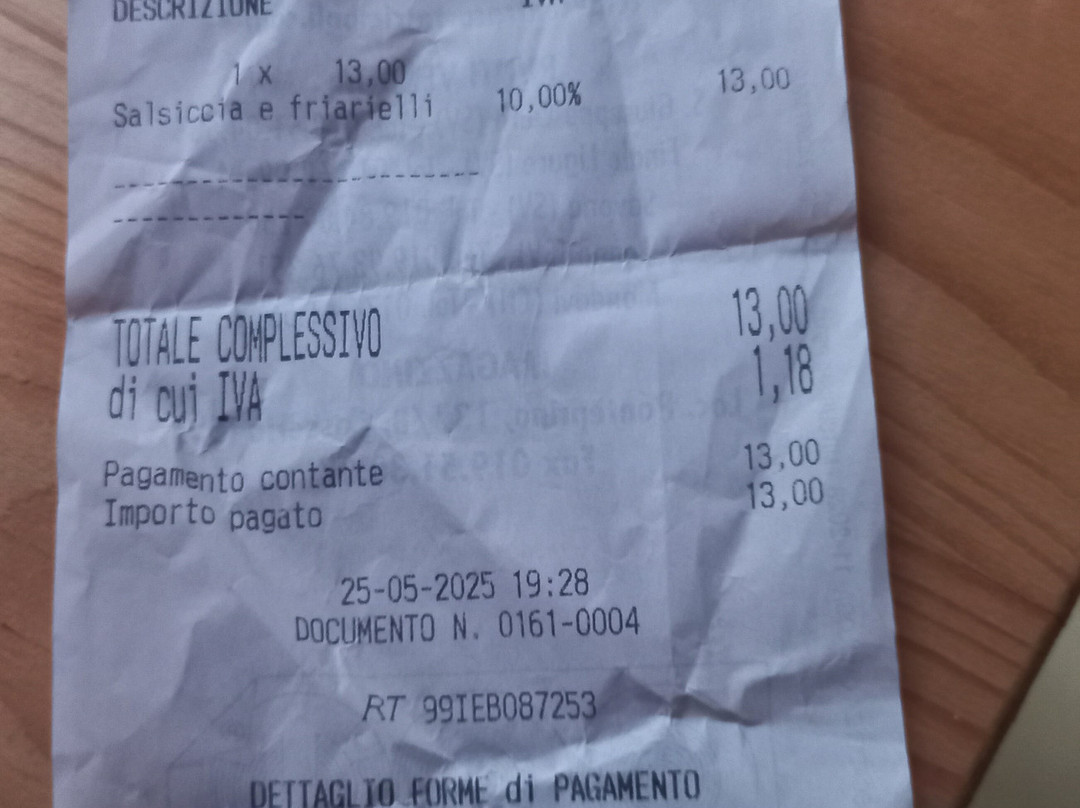 DESCRIZIONE IVA
1 x 13,00
Salsiccia e friarielli 10,00% 13,00
------------------------------
----------------
TOTALE COMPLESSIVO 13,00
di cui IVA 1,18
Pagamento contante 13,00
Importo pagato 13,00
25-05-2025 19:28
DOCUMENTO N. 0161-0004
RT 99IEB087253
DETTAGLIO FORME di PAGAMENTO